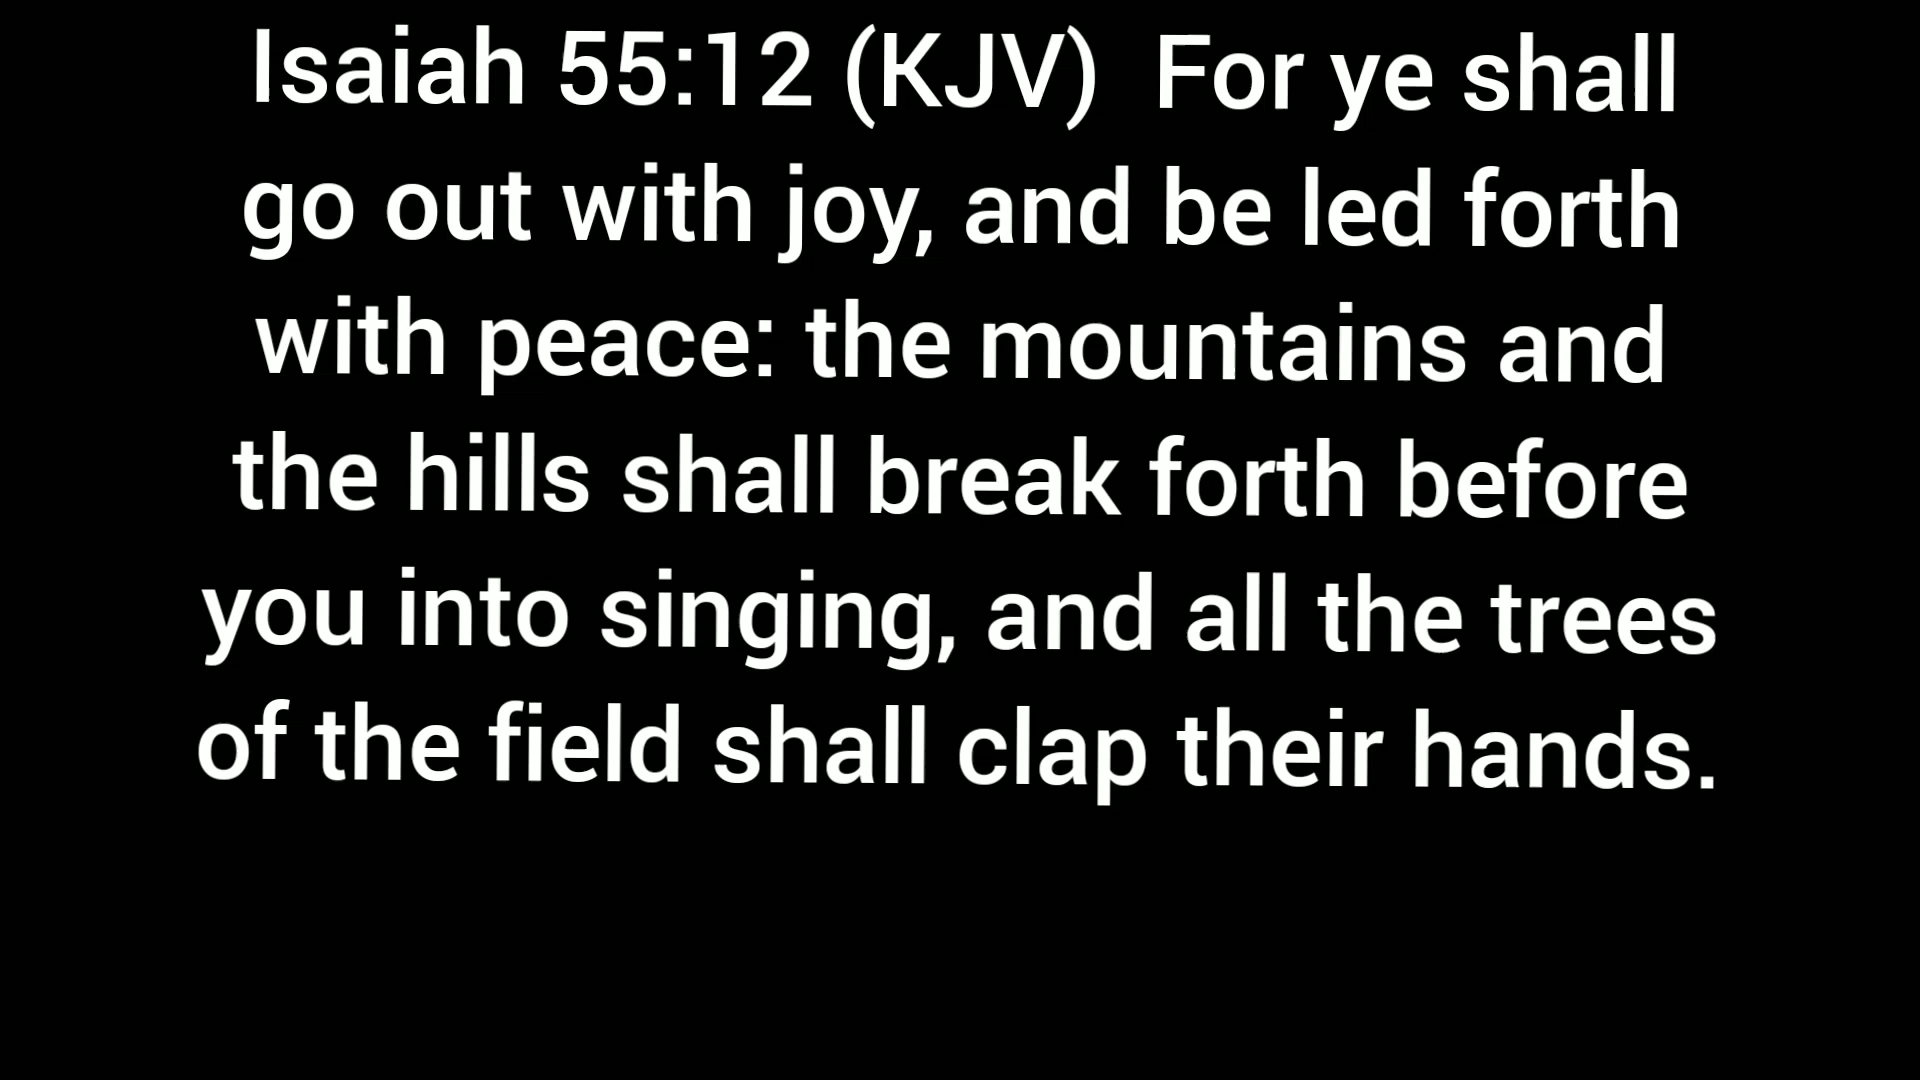 Isaiah 55:12 (KJV)  For ye shall
go out with joy, and be led forth
with peace: the mountains and
the hills shall break forth before
you into singing, and all the trees
of the field shall clap their hands.